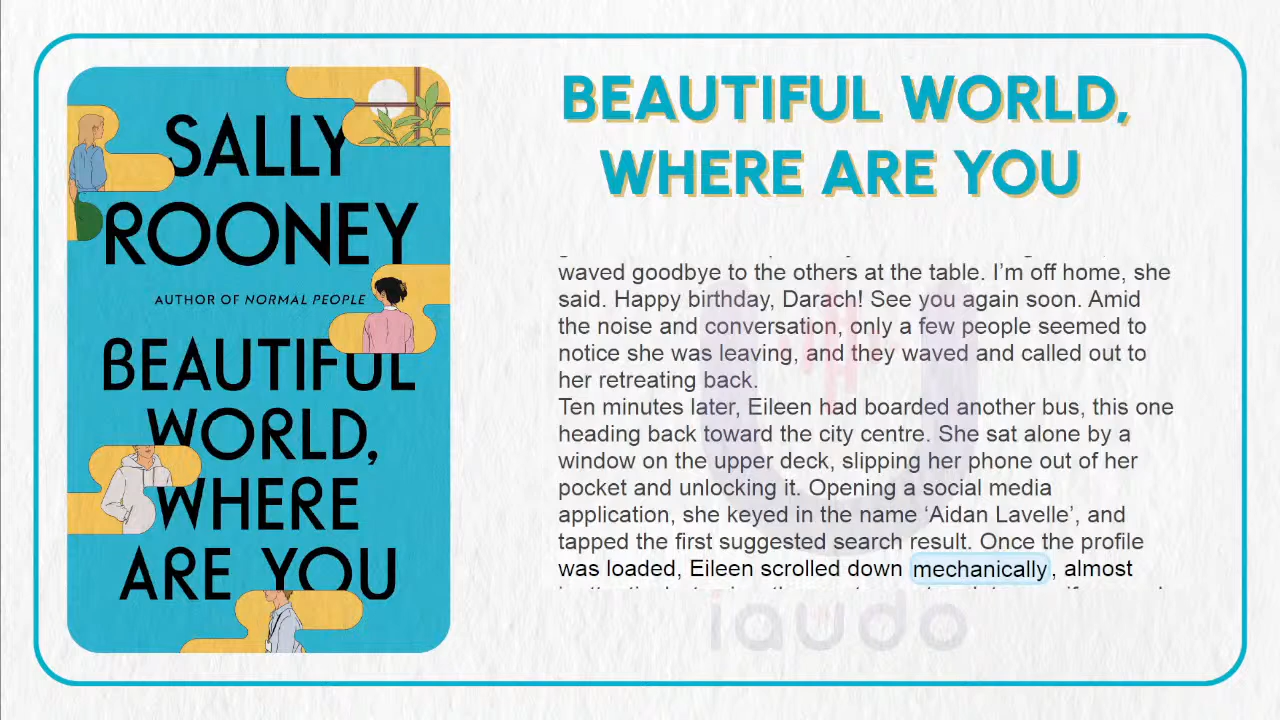 SALLY
ROONEY
AUTHOR OF NORMAL PEOPLE
BEAUTIFUL
WORLD,
WHERE
ARE YOU
BEAUTIFUL WORLD,
WHERE ARE YOU
waved goodbye to the others at the table. I’m off home, she
said. Happy birthday, Darach! See you again soon. Amid
the noise and conversation, only a few people seemed to
notice she was leaving, and they waved and called out to
her retreating back.
Ten minutes later, Eileen had boarded another bus, this one
heading back toward the city centre. She sat alone by a
window on the upper deck, slipping her phone out of her
pocket and unlocking it. Opening a social media
application, she keyed in the name ‘Aidan Lavelle’, and
tapped the first suggested search result. Once the profile
was loaded, Eileen scrolled down mechanically, almost
iaudo